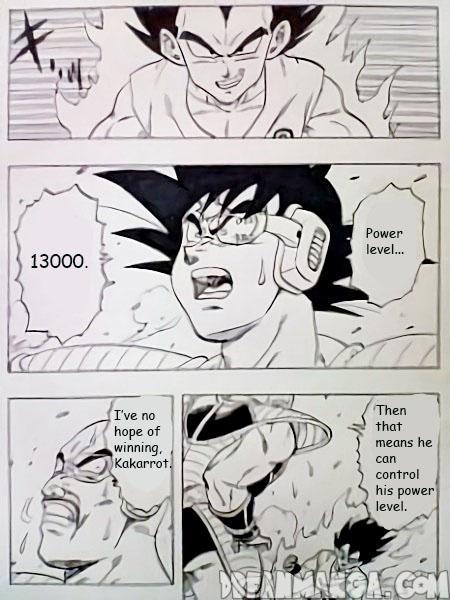 Power
level...
13000.
Then
that
means he
can
control
his power
level.
I've no
hope of
winning,
Kakarrot.
DREAMMANGA.COM